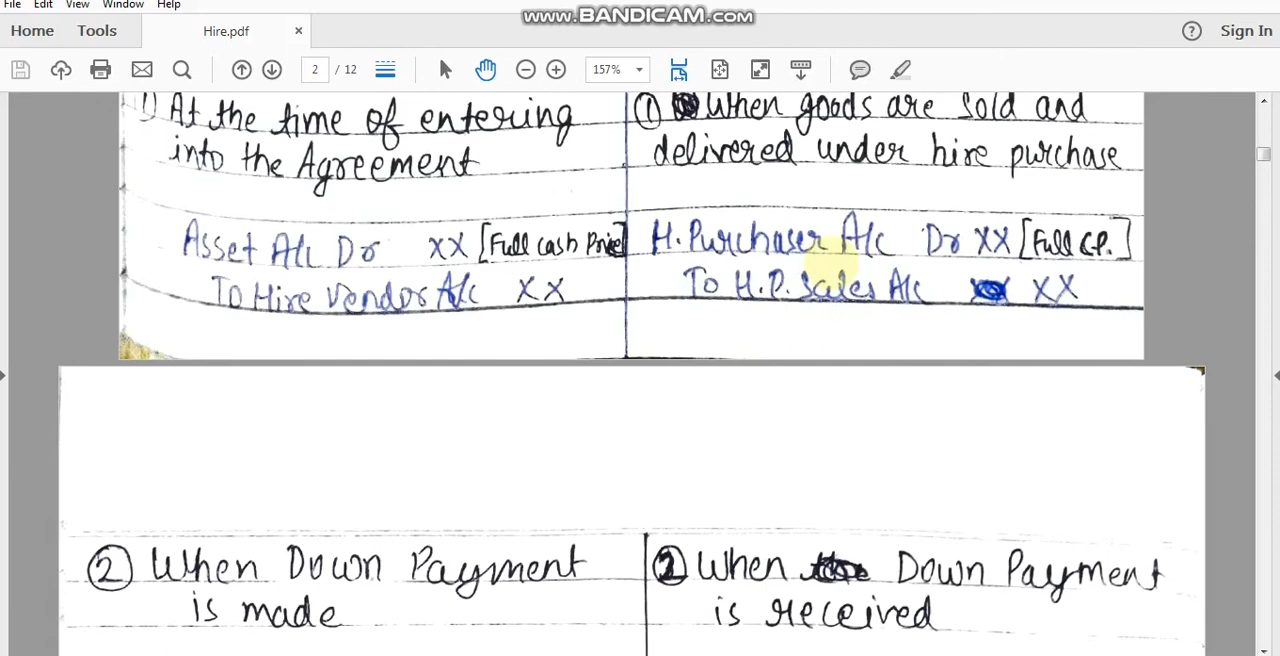 File Edit View Window Help
www.BANDICAM.com
Home Tools Hire.pdf × ? Sign In
2 / 12 157%
1) At the time of entering
into the Agreement
Asset A/c Dr XX [Full cash Price]
To Hire Vendor A/c XX
① When goods are sold and
delivered under hire purchase
H. Purchaser A/c Dr XX [Full C.P.]
To H.P. Sales A/c XX
② When Down Payment
is made
② When Down Payment
is received